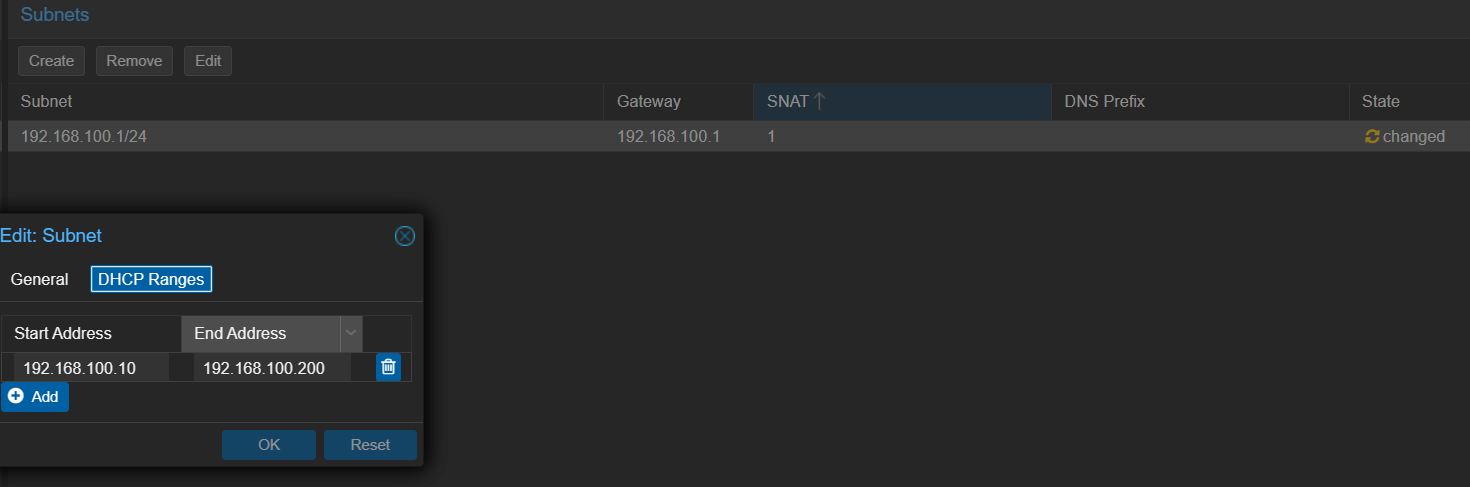 Subnets
Create Remove Edit
Subnet Gateway SNAT DNS Prefix State
192.168.100.1/24 192.168.100.1 1 changed
Edit: Subnet
General DHCP Ranges
Start Address End Address
192.168.100.10 192.168.100.200
Add
OK Reset